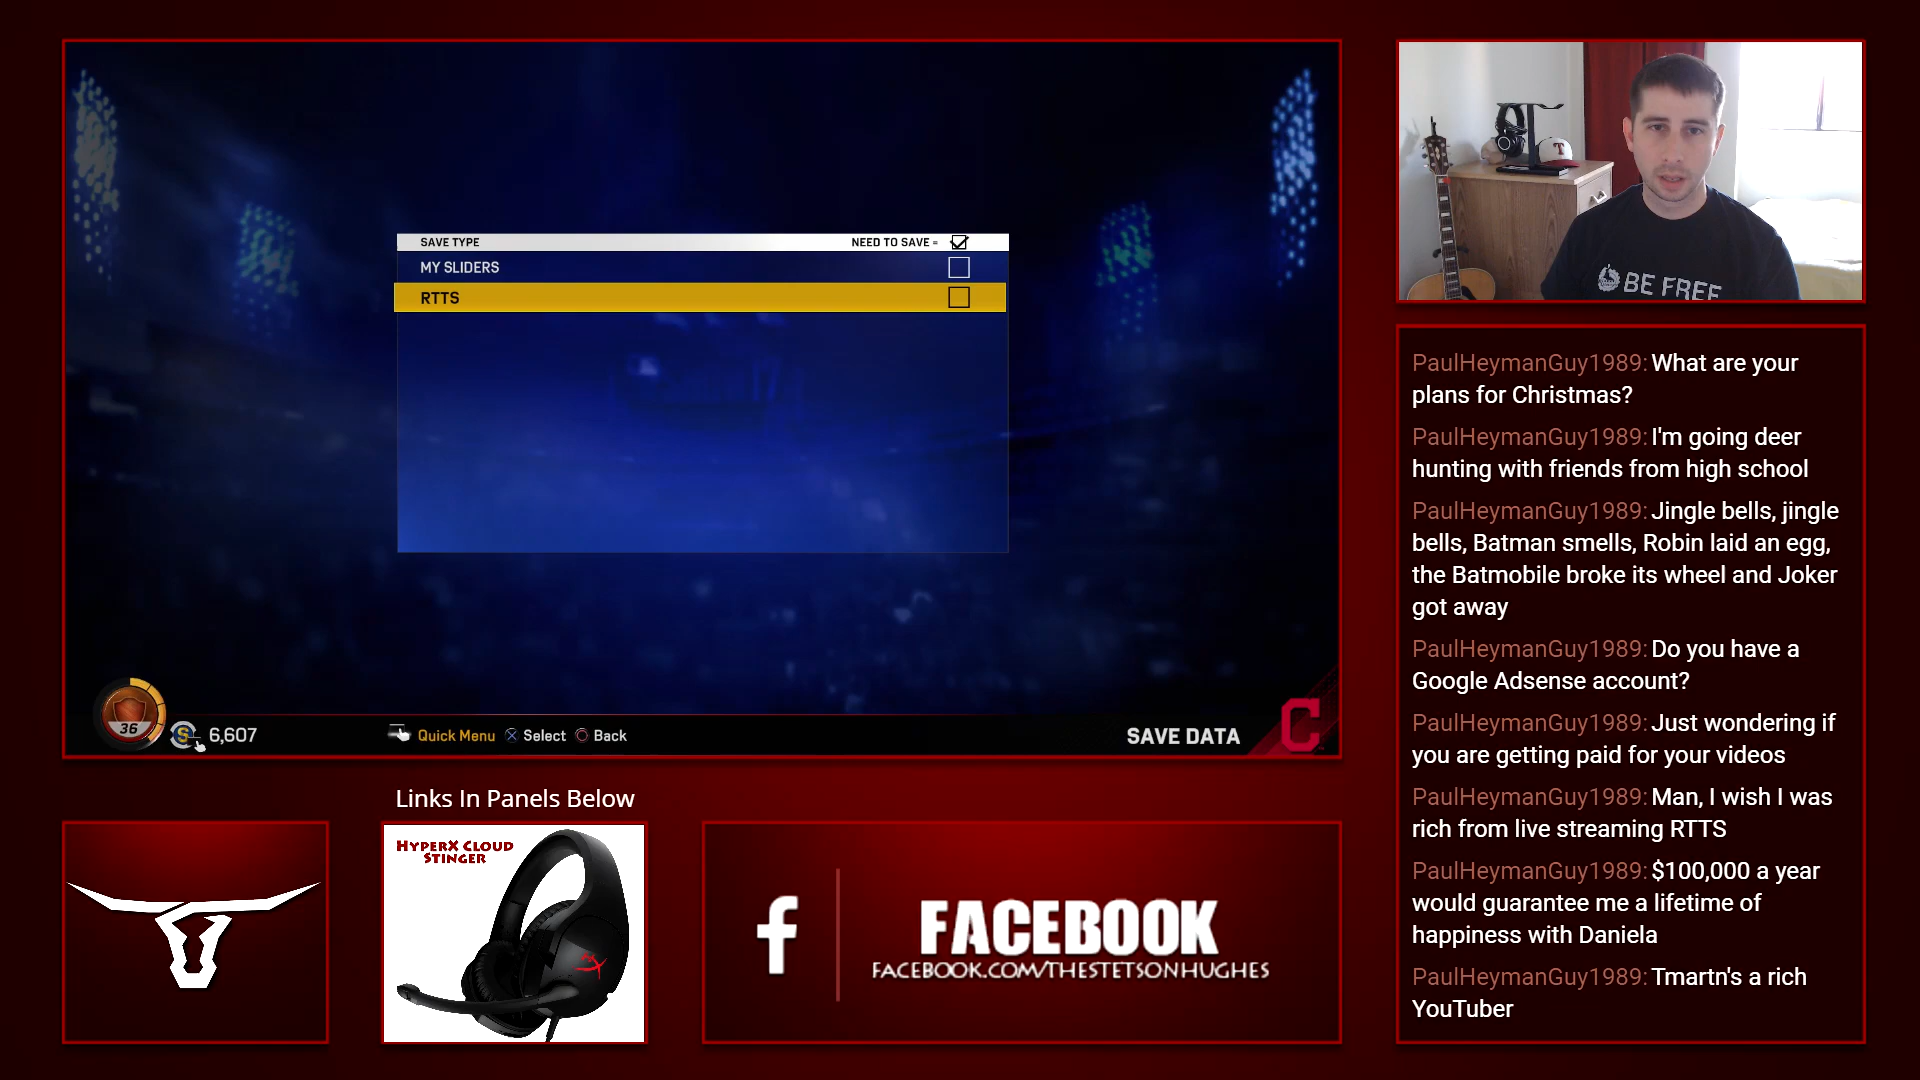 SAVE TYPE NEED TO SAVE =
MY SLIDERS
RTTS
36
S 6,607
Quick Menu Select Back
SAVE DATA
C
T
BE FREE
PaulHeymanGuy1989: What are your
plans for Christmas?
PaulHeymanGuy1989: I'm going deer
hunting with friends from high school
PaulHeymanGuy1989: Jingle bells, jingle
bells, Batman smells, Robin laid an egg,
the Batmobile broke its wheel and Joker
got away
PaulHeymanGuy1989: Do you have a
Google Adsense account?
PaulHeymanGuy1989: Just wondering if
you are getting paid for your videos
PaulHeymanGuy1989: Man, I wish I was
rich from live streaming RTTS
PaulHeymanGuy1989: $100,000 a year
would guarantee me a lifetime of
happiness with Daniela
PaulHeymanGuy1989: Tmartn's a rich
YouTuber
Links In Panels Below
HyperX Cloud
Stinger
f
FACEBOOK
FACEBOOK.COM/THESTETSONHUGHES